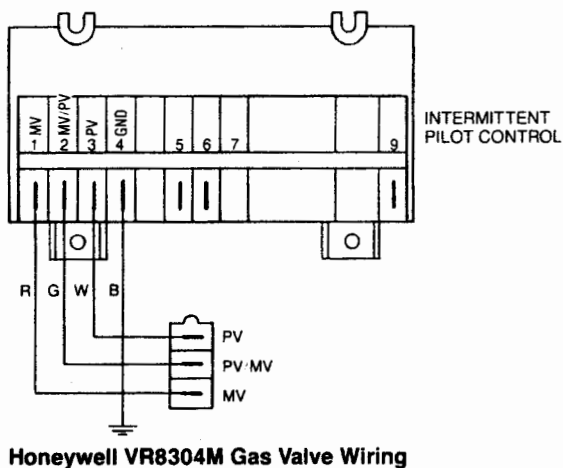 MV MV/PV PV GND
1 2 3 4 5 6 7 9
INTERMITTENT
PILOT CONTROL
R G W B
PV
PV/MV
MV
Honeywell VR8304M Gas Valve Wiring